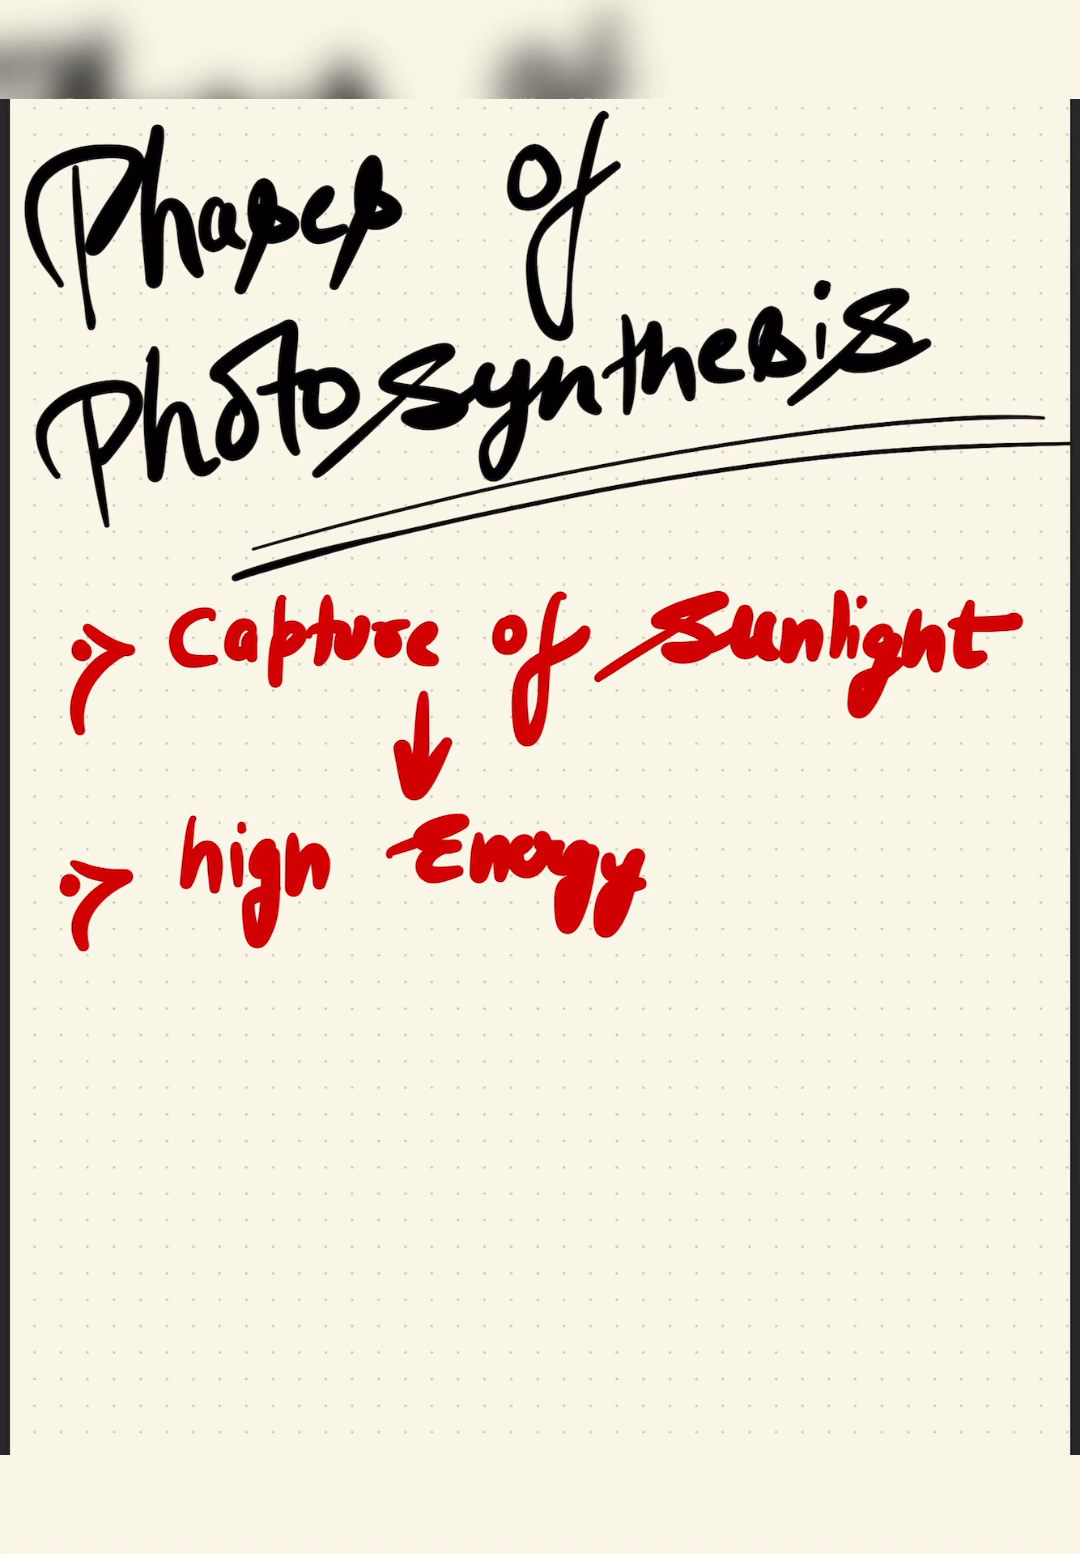 Phases of
Photosynthesis
Capture of Sunlight
↓
high Energy